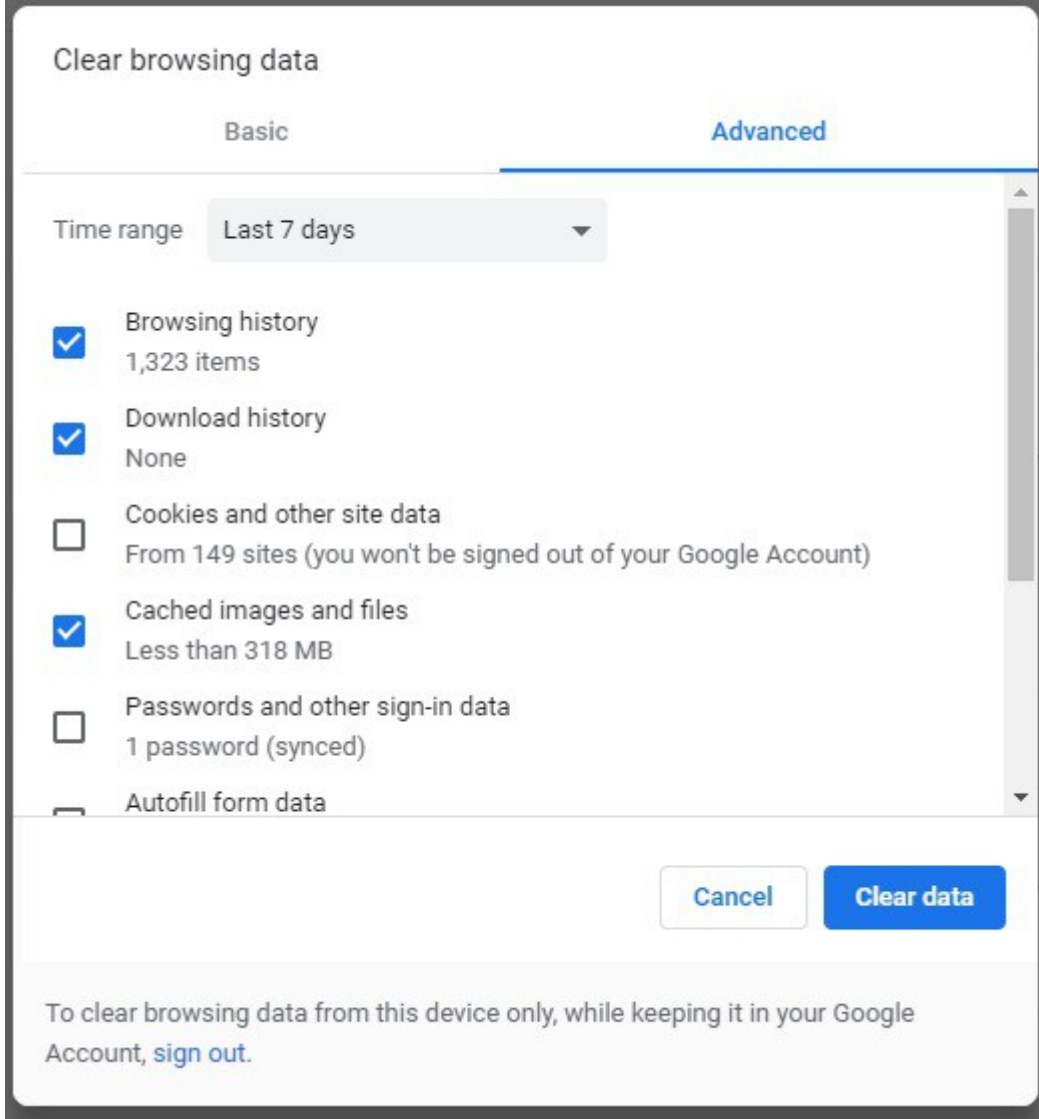 Clear browsing data
Basic
Advanced
Time range
Last 7 days
Browsing history
1,323 items
Download history
None
Cookies and other site data
From 149 sites (you won't be signed out of your Google Account)
Cached images and files
Less than 318 MB
Passwords and other sign-in data
1 password (synced)
Autofill form data
Cancel
Clear data
To clear browsing data from this device only, while keeping it in your Google
Account, sign out.